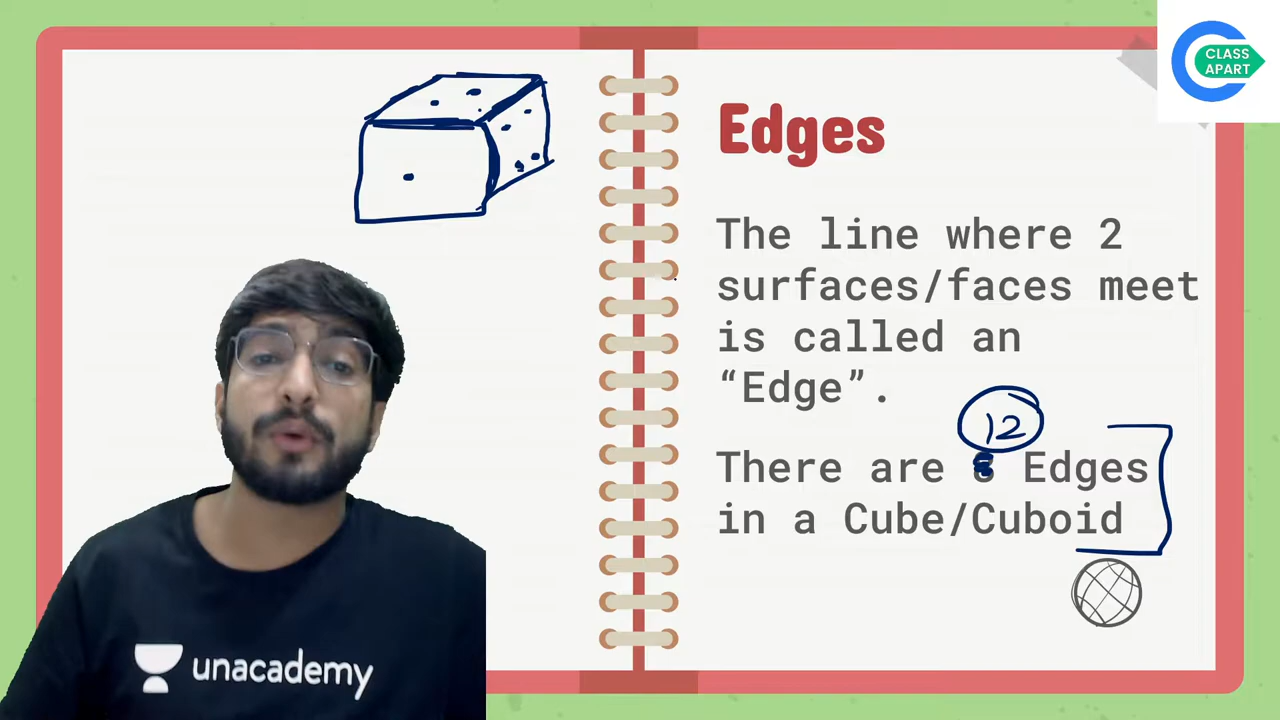 CLASS
APART
Edges
The line where 2
surfaces/faces meet
is called an
“Edge”.
12
There are Edges
in a Cube/Cuboid
unacademy